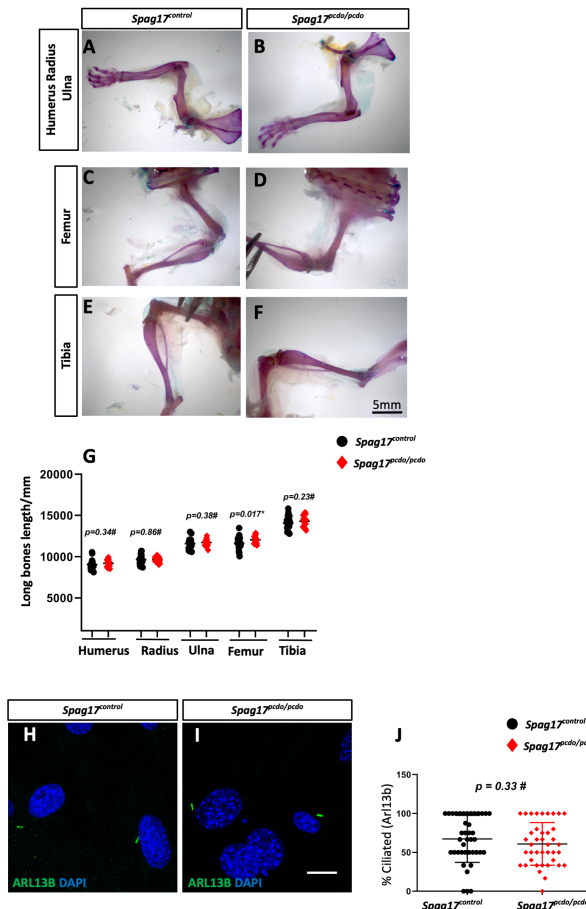 Spag17control
Spag17pcdo/pcdo
Humerus Radius
Ulna
A
B
Femur
C
D
Tibia
E
F
5mm
G
Spag17control
Spag17pcdo/pcdo
Long bones length/mm
20000
15000
10000
5000
p=0.34#
p=0.86#
p=0.38#
p=0.017*
p=0.23#
Humerus
Radius
Ulna
Femur
Tibia
Spag17control
Spag17pcdo/pcdo
H
ARL13B DAPI
I
ARL13B DAPI
J
Spag17control
Spag17pcdo/pcdo
p = 0.33 #
% Ciliated (Arl13b)
150
100
50
0
Spag17control
Spag17pcdo/pcdo